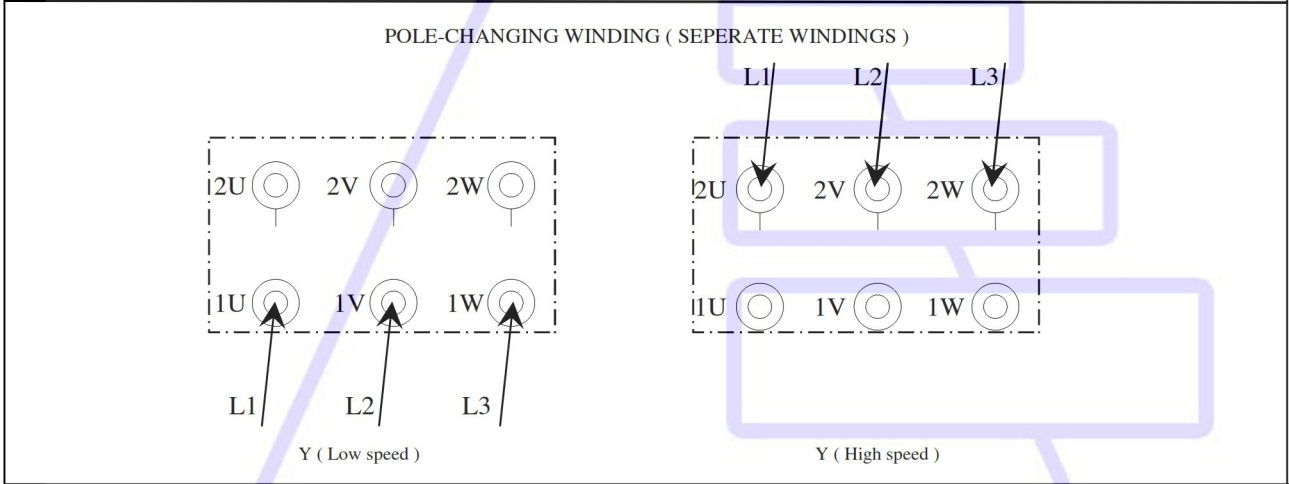 POLE-CHANGING WINDING ( SEPERATE WINDINGS )
L1 L2 L3
2U 2V 2W
1U 1V 1W
L1 L2 L3
Y ( Low speed )
2U 2V 2W
1U 1V 1W
Y ( High speed )